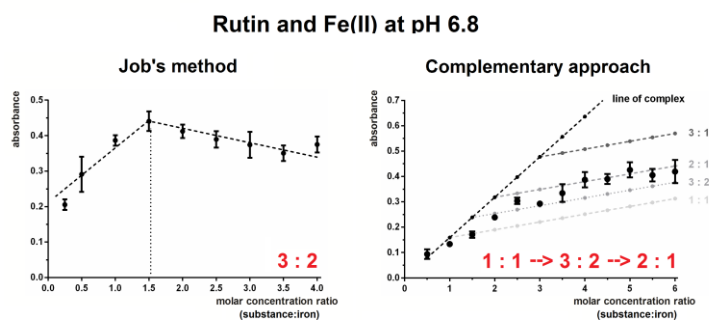 Rutin and Fe(II) at pH 6.8
Job's method
absorbance
0.5
0.4
0.3
0.2
0.1
0.0
0.0 0.5 1.0 1.5 2.0 2.5 3.0 3.5 4.0
3 : 2
molar concentration ratio
(substance:iron)
Complementary approach
absorbance
0.7
0.6
0.5
0.4
0.3
0.2
0.1
0.0
0 1 2 3 4 5 6
line of complex
3 : 1
2 : 1
3 : 2
1 : 1
1 : 1 --> 3 : 2 --> 2 : 1
molar concentration ratio
(substance:iron)